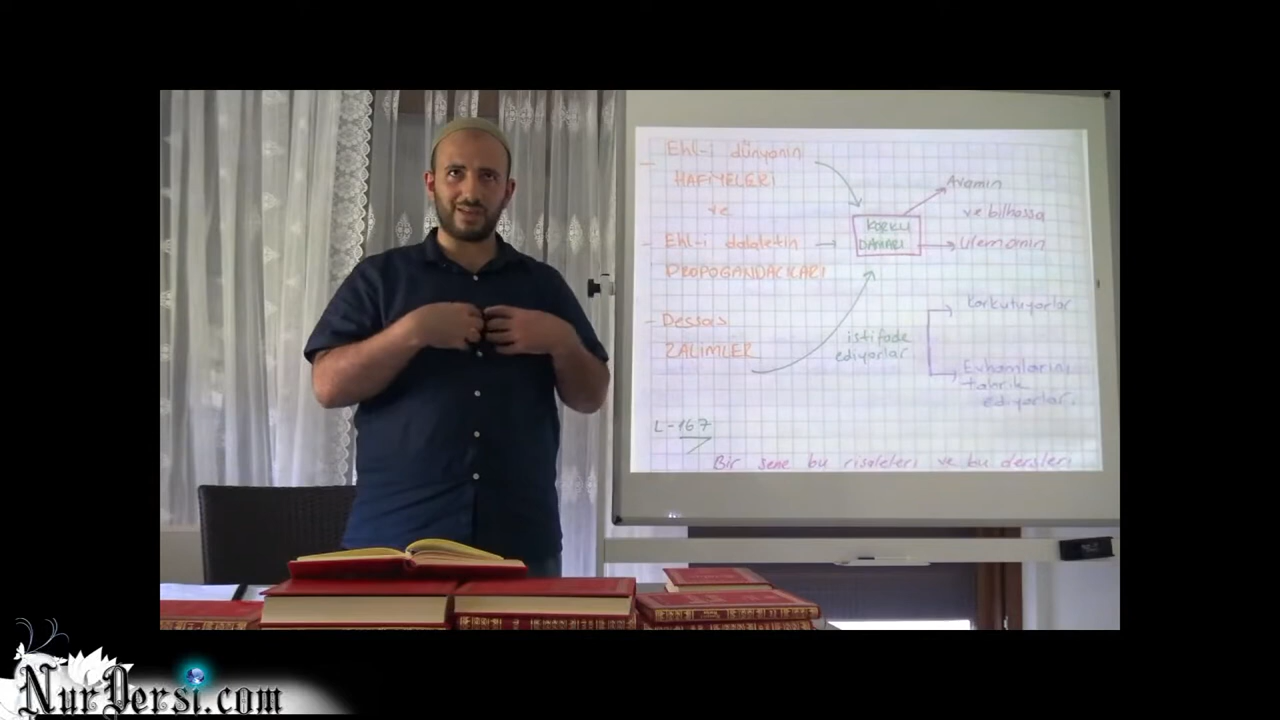 - Ehl-i dünyanın
HAFİYELERİ
ve
- Ehl-i dalaletin
PROPOGANDACILARI
- Dessas
ZALİMLER
KORKU
DAMARI
Avamın
ve bilhassa
Ulemanın
istifade
ediyorlar
Korkutuyorlar
Evhamlarını
tahrik
ediyorlar.
L-167
Bir sene bu risaleleri ve bu dersleri
NurDersi.com